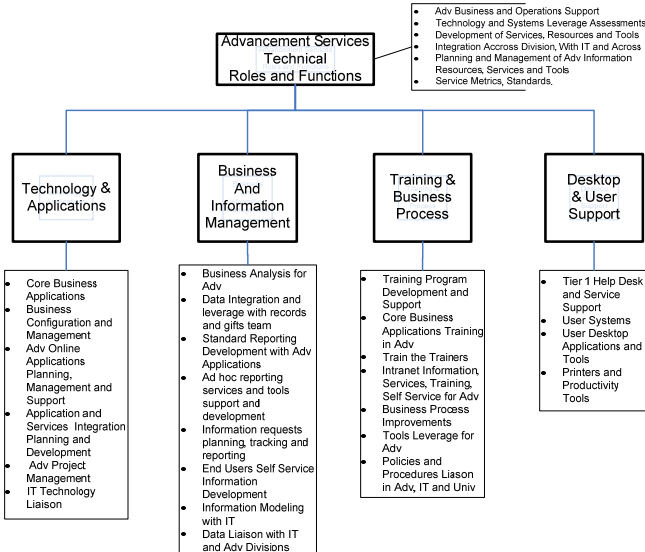 Advancement Services
Technical
Roles and Functions
Adv Business and Operations Support
Technology and Systems Leverage Assessments
Development of Services, Resources and Tools
Integration Accross Division, With IT and Across
Planning and Management of Adv Information
Resources, Services and Tools
Service Metrics, Standards,
Technology &
Applications
Business
And
Information
Management
Training &
Business
Process
Desktop
& User
Support
Core Business
Applications
Business
Configuration and
Management
Adv Online
Applications
Planning,
Management and
Support
Application and
Services Integration
Planning and
Development
Adv Project
Management
IT Technology
Liaison
Business Analysis for
Adv
Data Integration and
leverage with records
and gifts team
Standard Reporting
Development with Adv
Applications
Ad hoc reporting
services and tools
support and
development
Information requests
planning, tracking and
reporting
End Users Self Service
Information
Development
Information Modeling
with IT
Data Liaison with IT
and Adv Divisions
Training Program
Development and
Support
Core Business
Applications Training
in Adv
Train the Trainers
Intranet Information,
Services, Training,
Self Service for Adv
Business Process
Improvements
Tools Leverage for
Adv
Policies and
Procedures Liason
in Adv, IT and Univ
Tier 1 Help Desk
and Service
Support
User Systems
User Desktop
Applications and
Tools
Printers and
Productivity
Tools